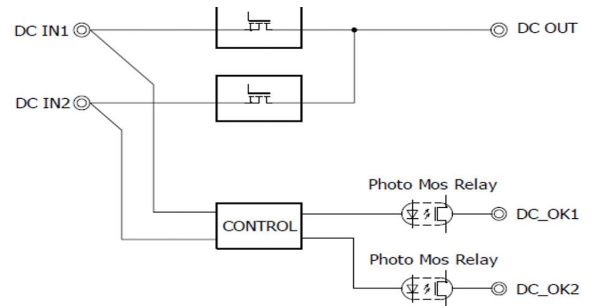 DC IN1
DC OUT
DC IN2
Photo Mos Relay
CONTROL
DC_OK1
Photo Mos Relay
DC_OK2